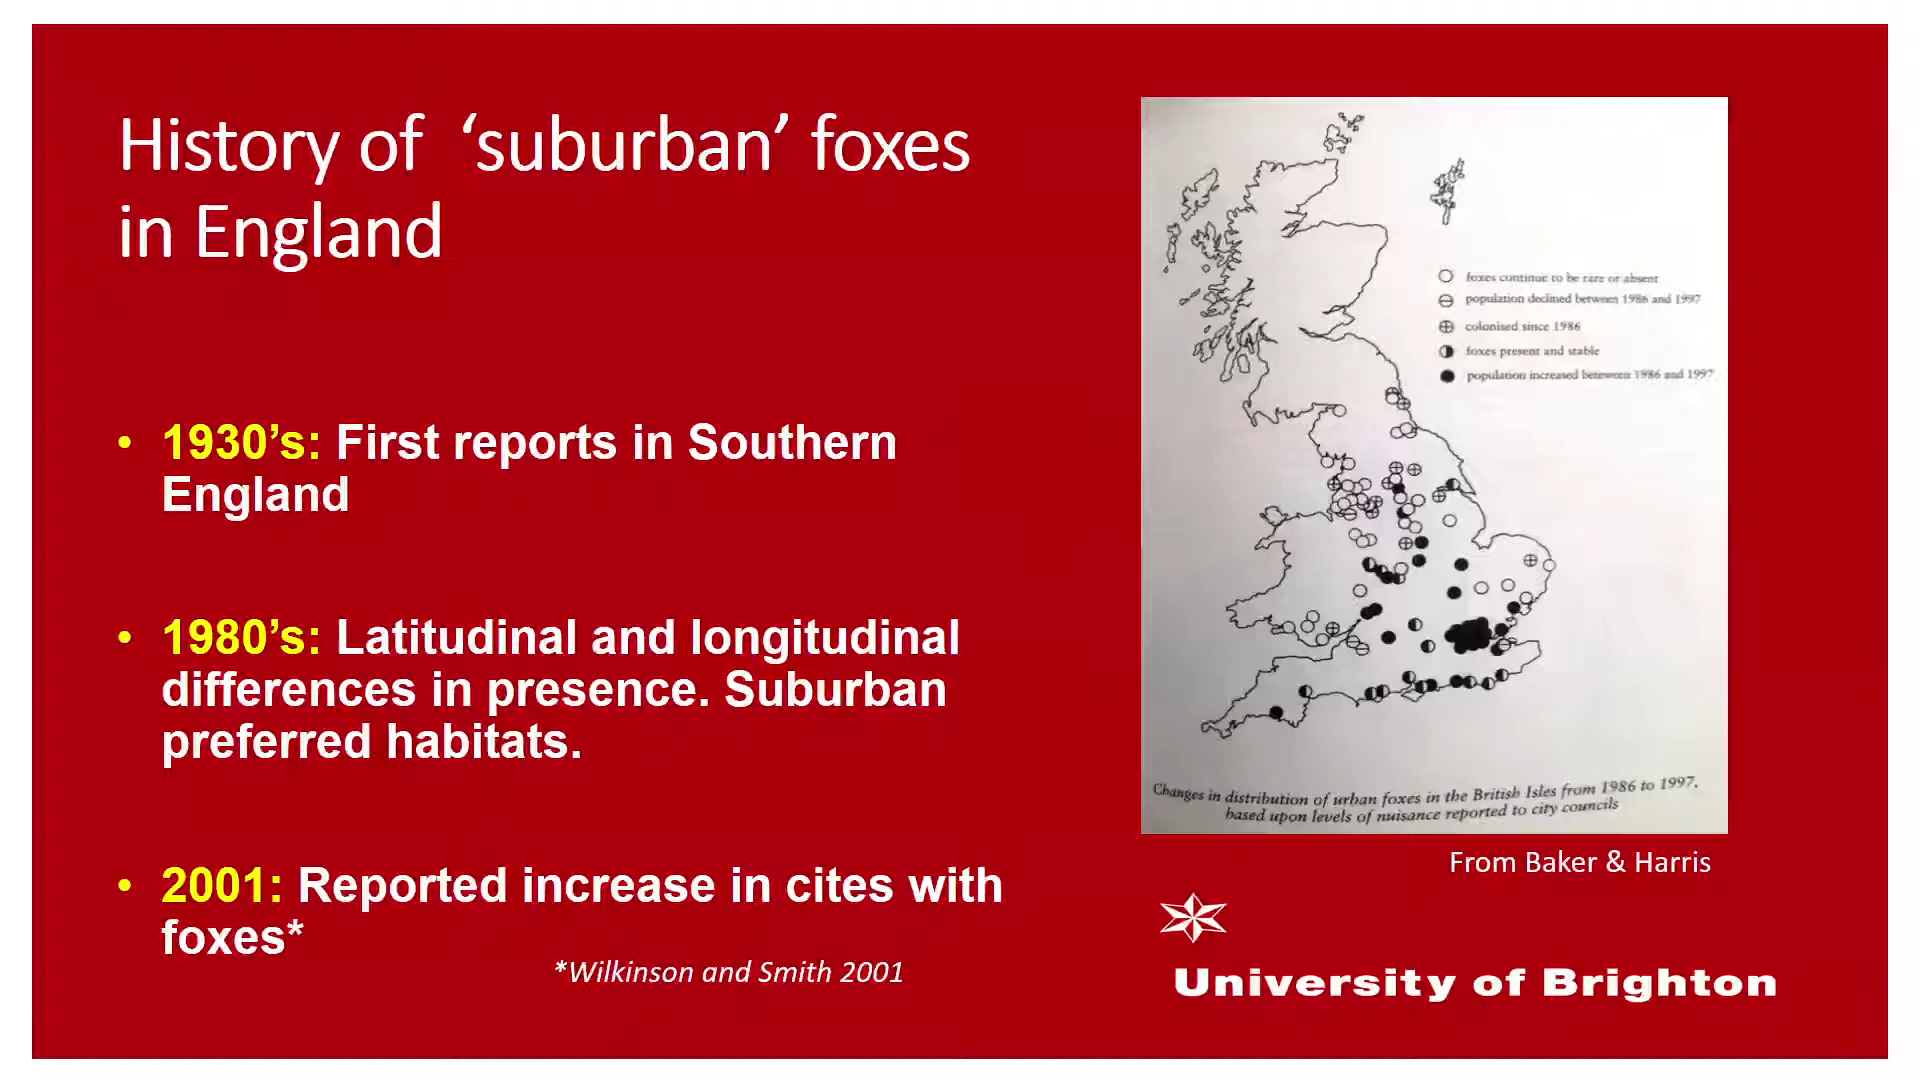 History of ‘suburban’ foxes
in England
• 1930’s: First reports in Southern
England
• 1980’s: Latitudinal and longitudinal
differences in presence. Suburban
preferred habitats.
• 2001: Reported increase in cites with
foxes*
*Wilkinson and Smith 2001
foxes continue to be rare or absent
population declined between 1986 and 1997
colonised since 1986
foxes present and stable
population increased between 1986 and 1997
Changes in distribution of urban foxes in the British Isles from 1986 to 1997,
based upon levels of nuisance reported to city councils
From Baker & Harris
University of Brighton